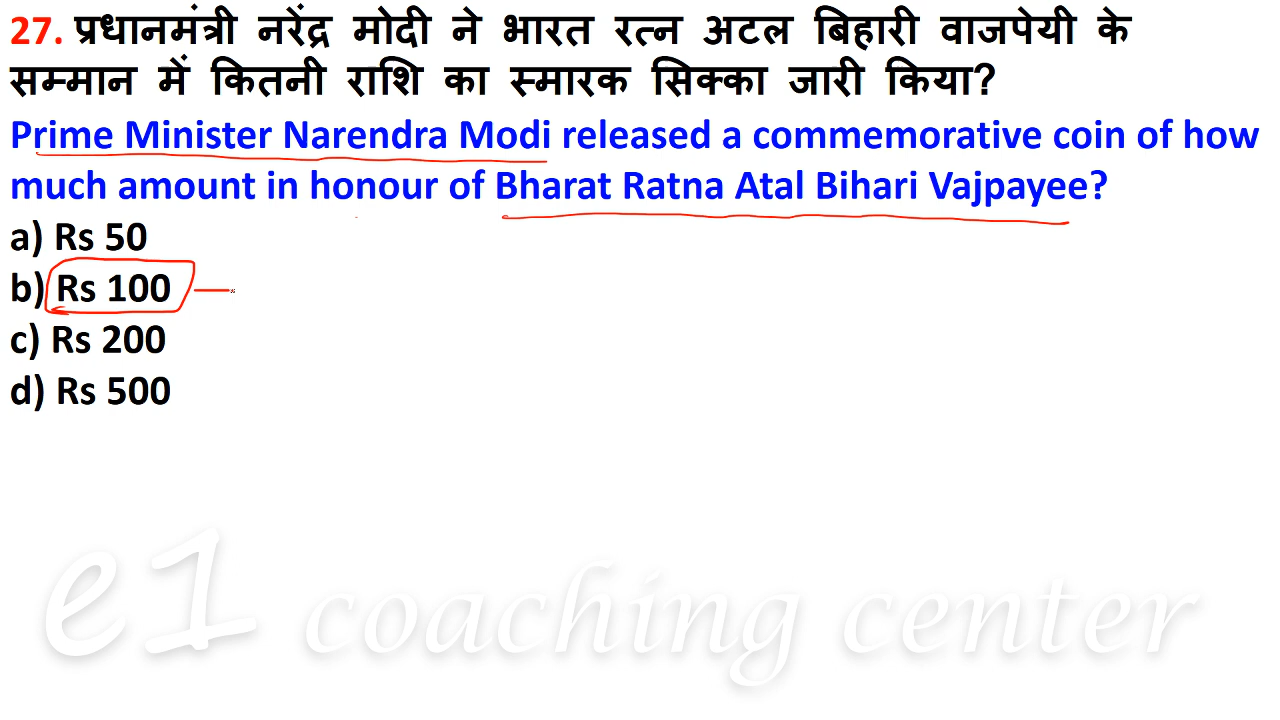 27. प्रधानमंत्री नरेंद्र मोदी ने भारत रत्न अटल बिहारी वाजपेयी के
सम्मान में कितनी राशि का स्मारक सिक्का जारी किया?
Prime Minister Narendra Modi released a commemorative coin of how
much amount in honour of Bharat Ratna Atal Bihari Vajpayee?
a) Rs 50
b) Rs 100
c) Rs 200
d) Rs 500
e1 coaching center